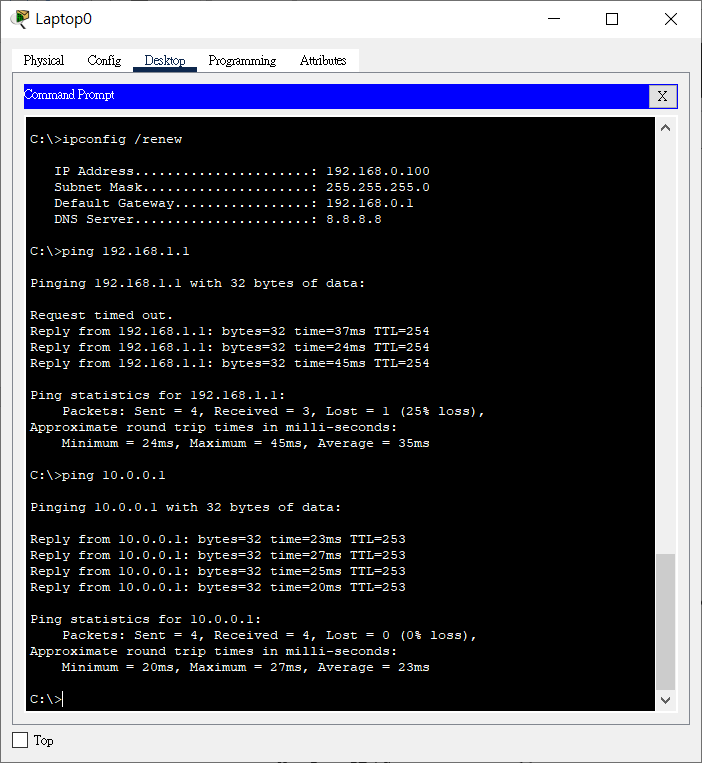 Laptop0
Physical Config Desktop Programming Attributes
Command Prompt
X
C:\>ipconfig /renew
IP Address......................: 192.168.0.100
Subnet Mask.....................: 255.255.255.0
Default Gateway.................: 192.168.0.1
DNS Server......................: 8.8.8.8
C:\>ping 192.168.1.1
Pinging 192.168.1.1 with 32 bytes of data:
Request timed out.
Reply from 192.168.1.1: bytes=32 time=37ms TTL=254
Reply from 192.168.1.1: bytes=32 time=24ms TTL=254
Reply from 192.168.1.1: bytes=32 time=45ms TTL=254
Ping statistics for 192.168.1.1:
Packets: Sent = 4, Received = 3, Lost = 1 (25% loss),
Approximate round trip times in milli-seconds:
Minimum = 24ms, Maximum = 45ms, Average = 35ms
C:\>ping 10.0.0.1
Pinging 10.0.0.1 with 32 bytes of data:
Reply from 10.0.0.1: bytes=32 time=23ms TTL=253
Reply from 10.0.0.1: bytes=32 time=27ms TTL=253
Reply from 10.0.0.1: bytes=32 time=25ms TTL=253
Reply from 10.0.0.1: bytes=32 time=20ms TTL=253
Ping statistics for 10.0.0.1:
Packets: Sent = 4, Received = 4, Lost = 0 (0% loss),
Approximate round trip times in milli-seconds:
Minimum = 20ms, Maximum = 27ms, Average = 23ms
C:\>
Top